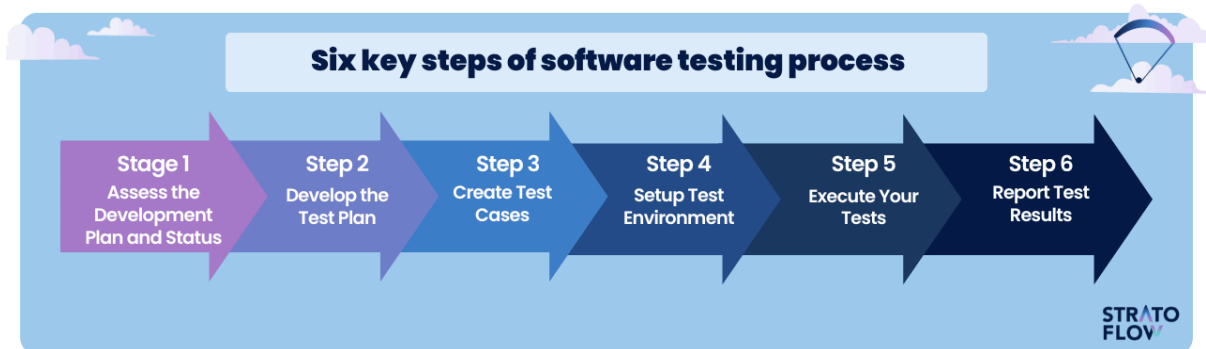 Six key steps of software testing process
Stage 1
Assess the
Development
Plan and Status
Step 2
Develop the
Test Plan
Step 3
Create Test
Cases
Step 4
Setup Test
Environment
Step 5
Execute Your
Tests
Step 6
Report Test
Results
STRATO
FLOW